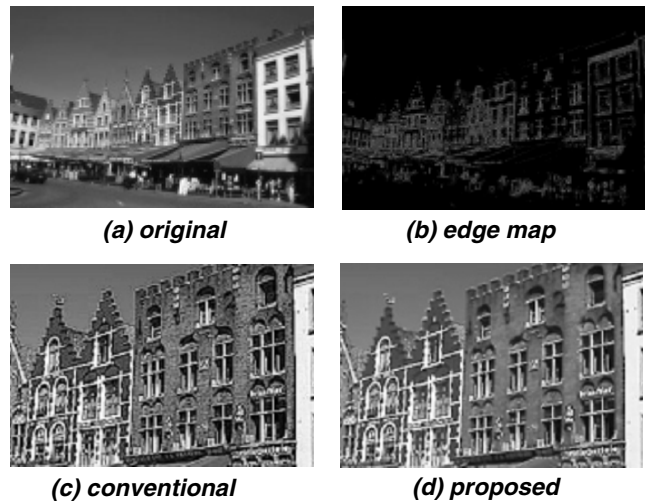 (a) original
(b) edge map
(c) conventional
(d) proposed